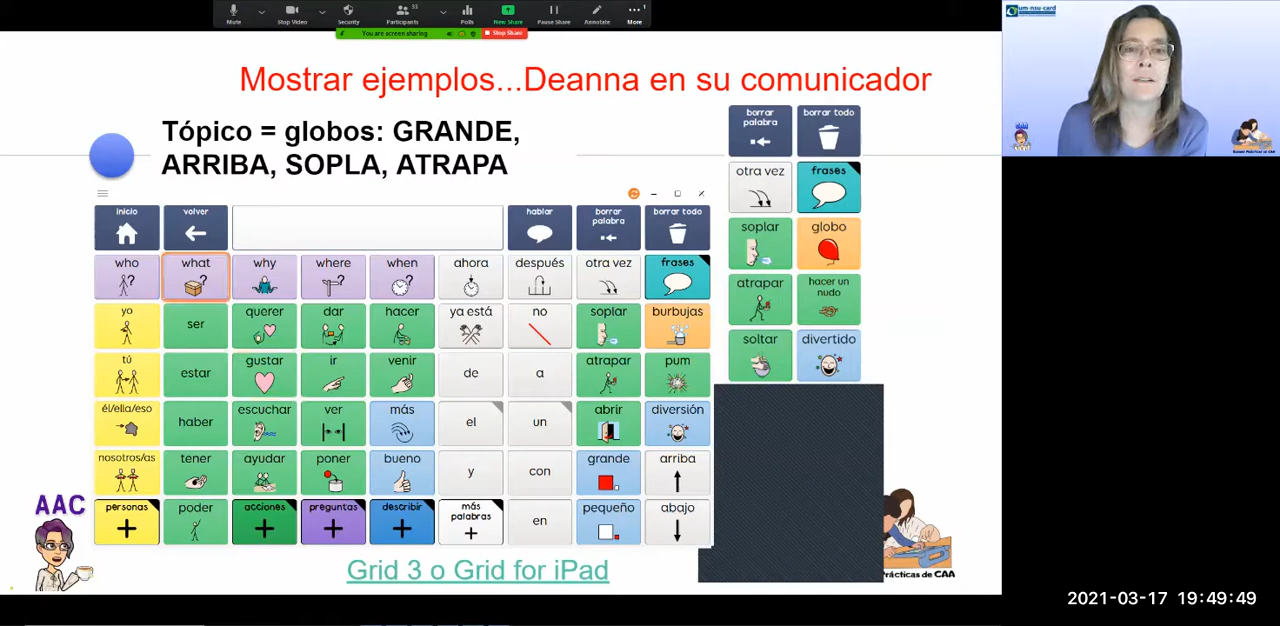 Mute
Stop Video
Security
Participants
33
Polls
New Share
Pause Share
Annotate
More
You are screen sharing
Stop Share
um-nsu-card
Mostrar ejemplos...Deanna en su comunicador
Tópico = globos: GRANDE,
ARRIBA, SOPLA, ATRAPA
inicio
volver
hablar
borrar palabra
borrar todo
who
what
why
where
when
ahora
después
otra vez
frases
yo
ser
querer
dar
hacer
ya está
no
soplar
burbujas
tú
estar
gustar
ir
venir
de
a
atrapar
pum
él/ella/eso
haber
escuchar
ver
más
el
un
abrir
diversión
nosotros/as
tener
ayudar
poner
bueno
y
con
grande
arriba
personas
poder
acciones
preguntas
describir
más palabras
en
pequeño
abajo
borrar palabra
borrar todo
otra vez
frases
soplar
globo
atrapar
hacer un nudo
soltar
divertido
AAC
Grid 3 o Grid for iPad
Prácticas de CAA
2021-03-17 19:49:49